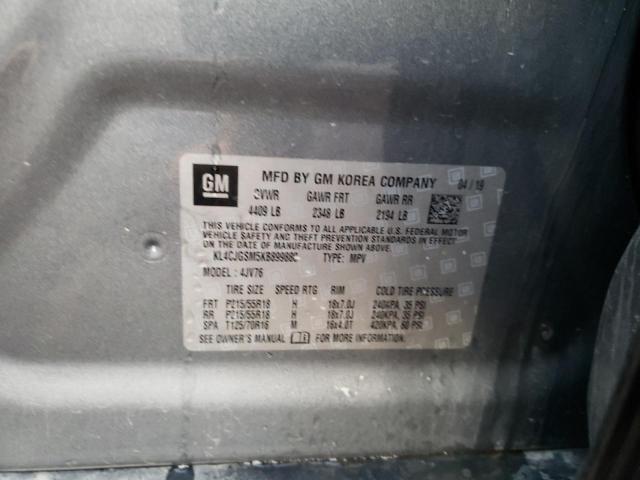 GM
MFD BY GM KOREA COMPANY 04 / 19
GVWR GAWR FRT GAWR RR
4409 LB 2348 LB 2194 LB
THIS VEHICLE CONFORMS TO ALL APPLICABLE U.S. FEDERAL MOTOR
VEHICLE SAFETY AND THEFT PREVENTION STANDARDS IN EFFECT
ON THE DATE OF MANUFACTURE SHOWN ABOVE.
TYPE: MPV
MODEL : 4JV76
TIRE SIZE SPEED RTG RIM COLD TIRE PRESSURE
FRT P215/55R18 H 18x7.0J 240KPA, 35 PSI
RR P215/55R18 H 18x7.0J 240KPA, 35 PSI
SPA T125/70R16 M 16x4.0T 420KPA, 60 PSI
SEE OWNER'S MANUAL FOR MORE INFORMATION.